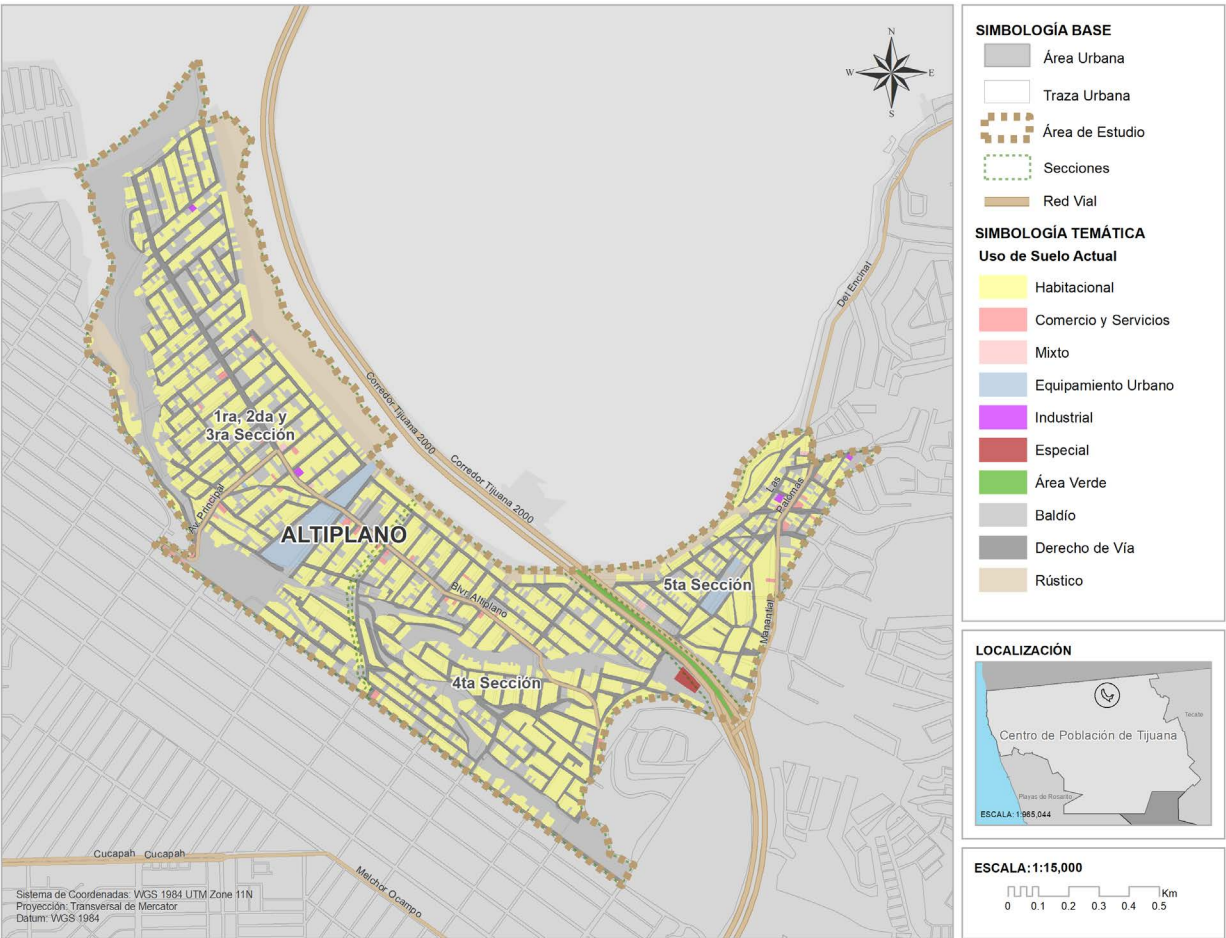 N
W E
S
Del Encinal
Corredor Tijuana 2000
Corredor Tijuana 2000
1ra, 2da y
3ra Sección
Av. Principal
ALTIPLANO
Blvr. Altiplano
Las
Palomas
5ta Sección
Manantial
4ta Sección
Cucapah Cucapah
Melchor Ocampo
Sistema de Coordenadas: WGS 1984 UTM Zone 11N
Proyección: Transversal de Mercator
Datum: WGS 1984
SIMBOLOGÍA BASE
Área Urbana
Traza Urbana
Área de Estudio
Secciones
Red Vial
SIMBOLOGÍA TEMÁTICA
Uso de Suelo Actual
Habitacional
Comercio y Servicios
Mixto
Equipamiento Urbano
Industrial
Especial
Área Verde
Baldío
Derecho de Vía
Rústico
LOCALIZACIÓN
Tecate
Centro de Población de Tijuana
Playas de Rosarito
ESCALA: 1:965,044
ESCALA:1:15,000
Km
0 0.1 0.2 0.3 0.4 0.5